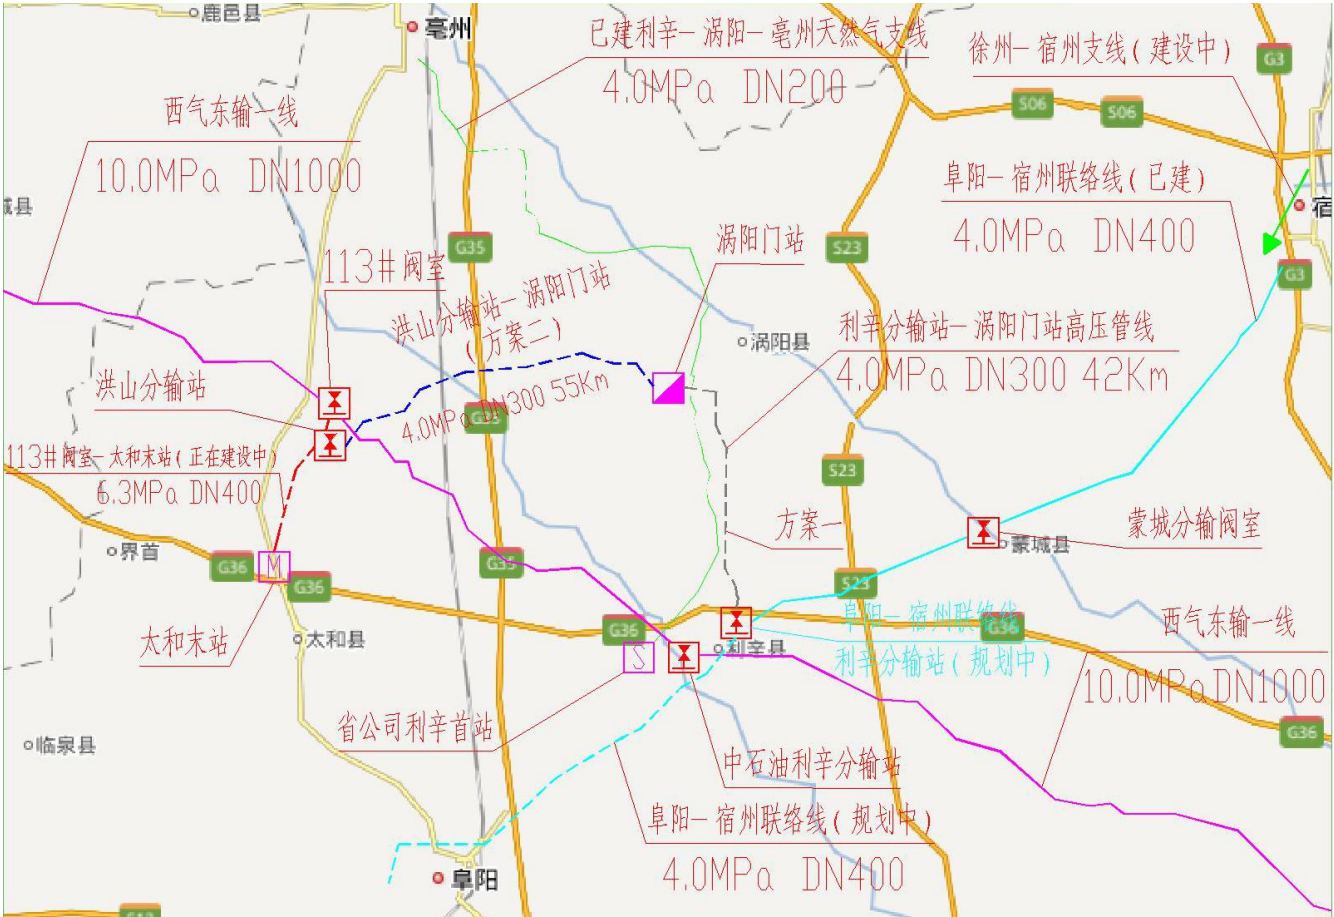 鹿邑县
亳州
已建利辛—涡阳—亳州天然气支线
4.0MPa DN200
徐州—宿州支线(建设中)
G3
S06
S06
西气东输一线
10.0MPa DN1000
阜阳—宿州联络线(已建)
4.0MPa DN400
宿
城县
G35
涡阳门站
S23
113#阀室
G3
洪山分输站—涡阳门站
(方案二)
4.0MPa DN300 55Km
涡阳县
利辛分输站—涡阳门站高压管线
4.0MPa DN300 42Km
洪山分输站
113#阀室—太和末站(正在建设中)
6.3MPa DN400
S23
方案一
蒙城分输阀室
蒙城县
界首
G36
M
G36
G35
S23
太和末站
太和县
G36
S
利辛县
阜阳—宿州联络线
利辛分输站(规划中)
G36
西气东输一线
10.0MPa DN1000
G36
省公司利辛首站
临泉县
中石油利辛分输站
阜阳—宿州联络线(规划中)
4.0MPa DN400
阜阳